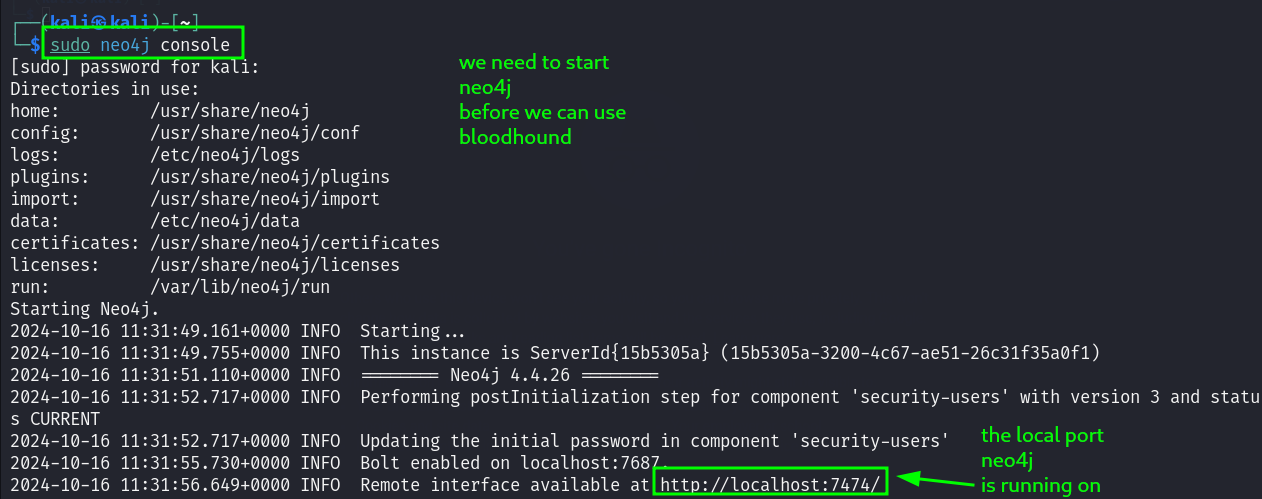 ┌──(kali㉿kali)-[~]
└─$ sudo neo4j console
[sudo] password for kali:
Directories in use:
home:         /usr/share/neo4j
config:       /usr/share/neo4j/conf
logs:         /etc/neo4j/logs
plugins:      /usr/share/neo4j/plugins
import:       /usr/share/neo4j/import
data:         /etc/neo4j/data
certificates: /usr/share/neo4j/certificates
licenses:     /usr/share/neo4j/licenses
run:          /var/lib/neo4j/run
Starting Neo4j.
2024-10-16 11:31:49.161+0000 INFO  Starting...
2024-10-16 11:31:49.755+0000 INFO  This instance is ServerId{15b5305a} (15b5305a-3200-4c67-ae51-26c31f35a0f1)
2024-10-16 11:31:51.110+0000 INFO  ======== Neo4j 4.4.26 ========
2024-10-16 11:31:52.717+0000 INFO  Performing postInitialization step for component 'security-users' with version 3 and statu
s CURRENT
2024-10-16 11:31:52.717+0000 INFO  Updating the initial password in component 'security-users'
2024-10-16 11:31:55.730+0000 INFO  Bolt enabled on localhost:7687.
2024-10-16 11:31:56.649+0000 INFO  Remote interface available at http://localhost:7474/
we need to start
neo4j
before we can use
bloodhound
the local port
neo4j
is running on